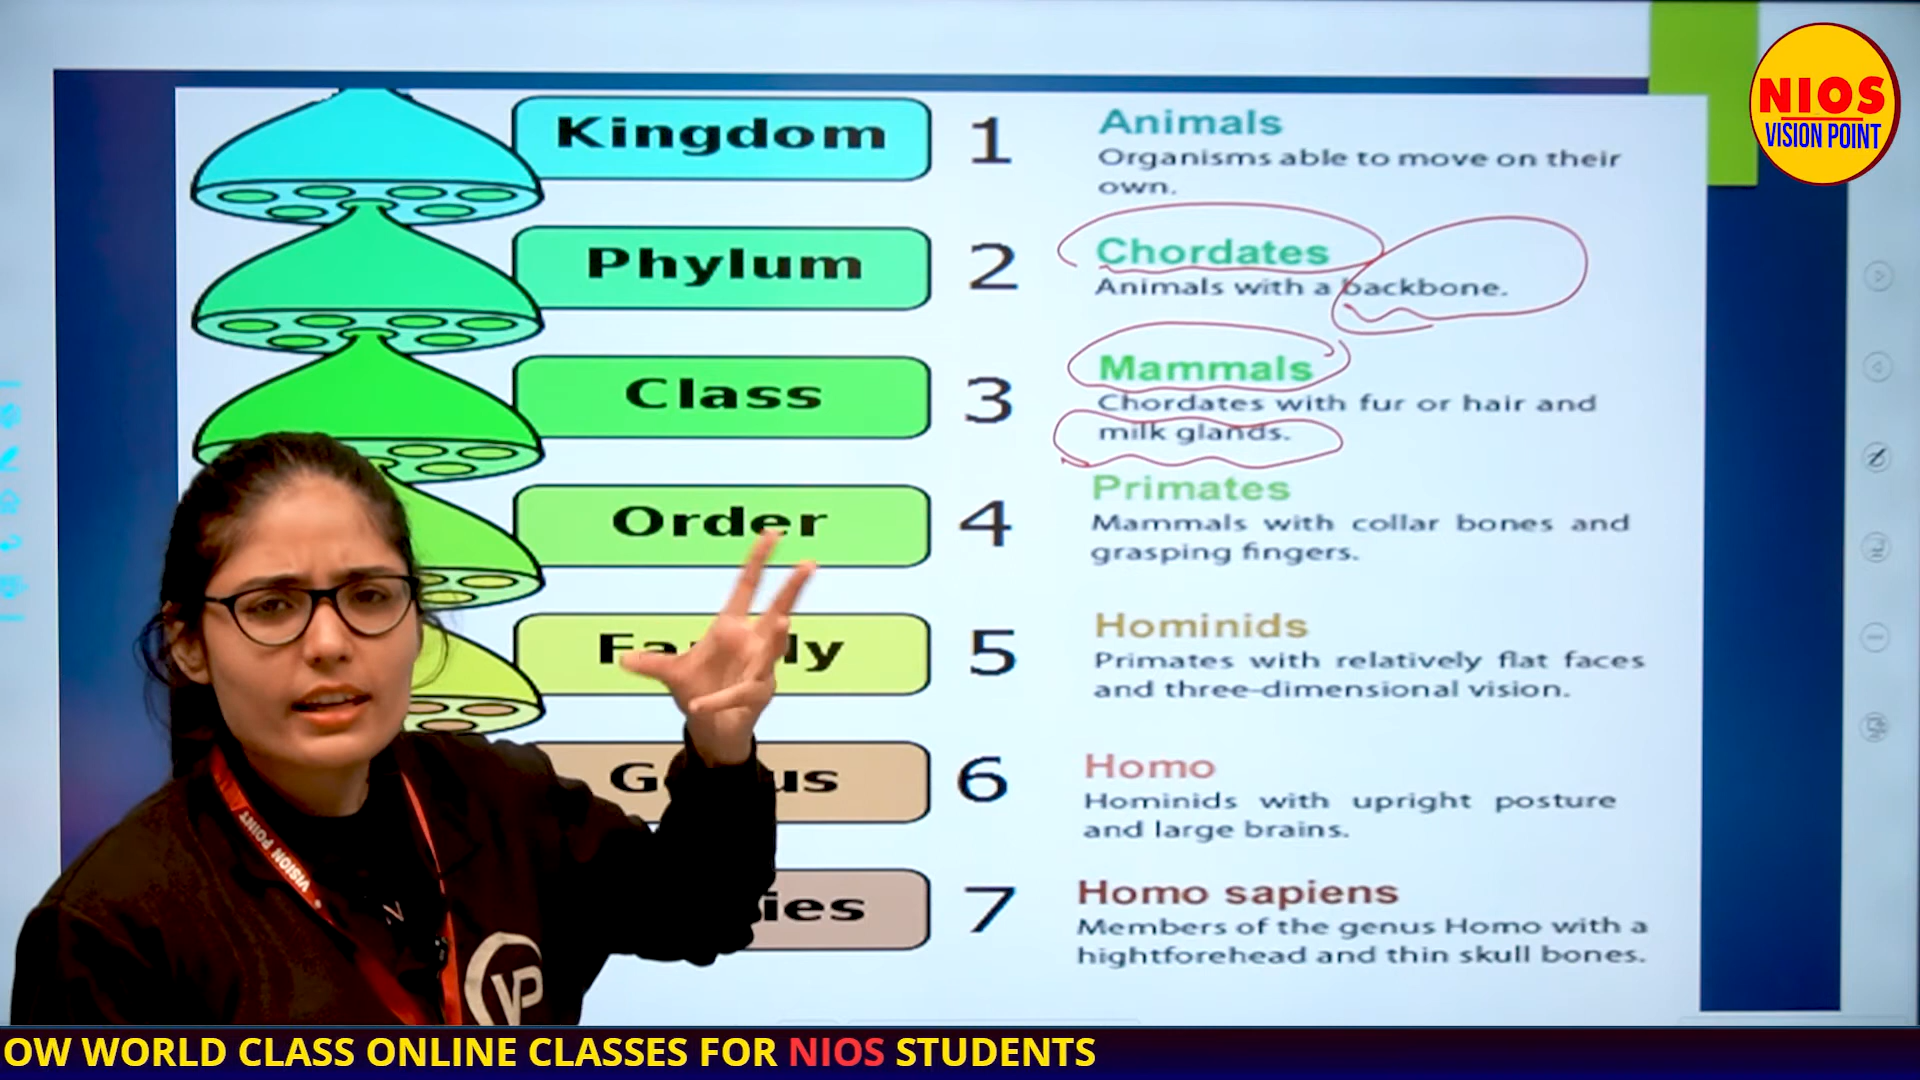 NIOS
VISION POINT
Kingdom 1 Animals
Organisms able to move on their
own.
Phylum 2 Chordates
Animals with a backbone.
Class 3 Mammals
Chordates with fur or hair and
milk glands.
Order 4 Primates
Mammals with collar bones and
grasping fingers.
5 Hominids
Primates with relatively flat faces
and three-dimensional vision.
6 Homo
Hominids with upright posture
and large brains.
7 Homo sapiens
Members of the genus Homo with a
hightforehead and thin skull bones.
VISION POINT
VP
OW WORLD CLASS ONLINE CLASSES FOR NIOS STUDENTS